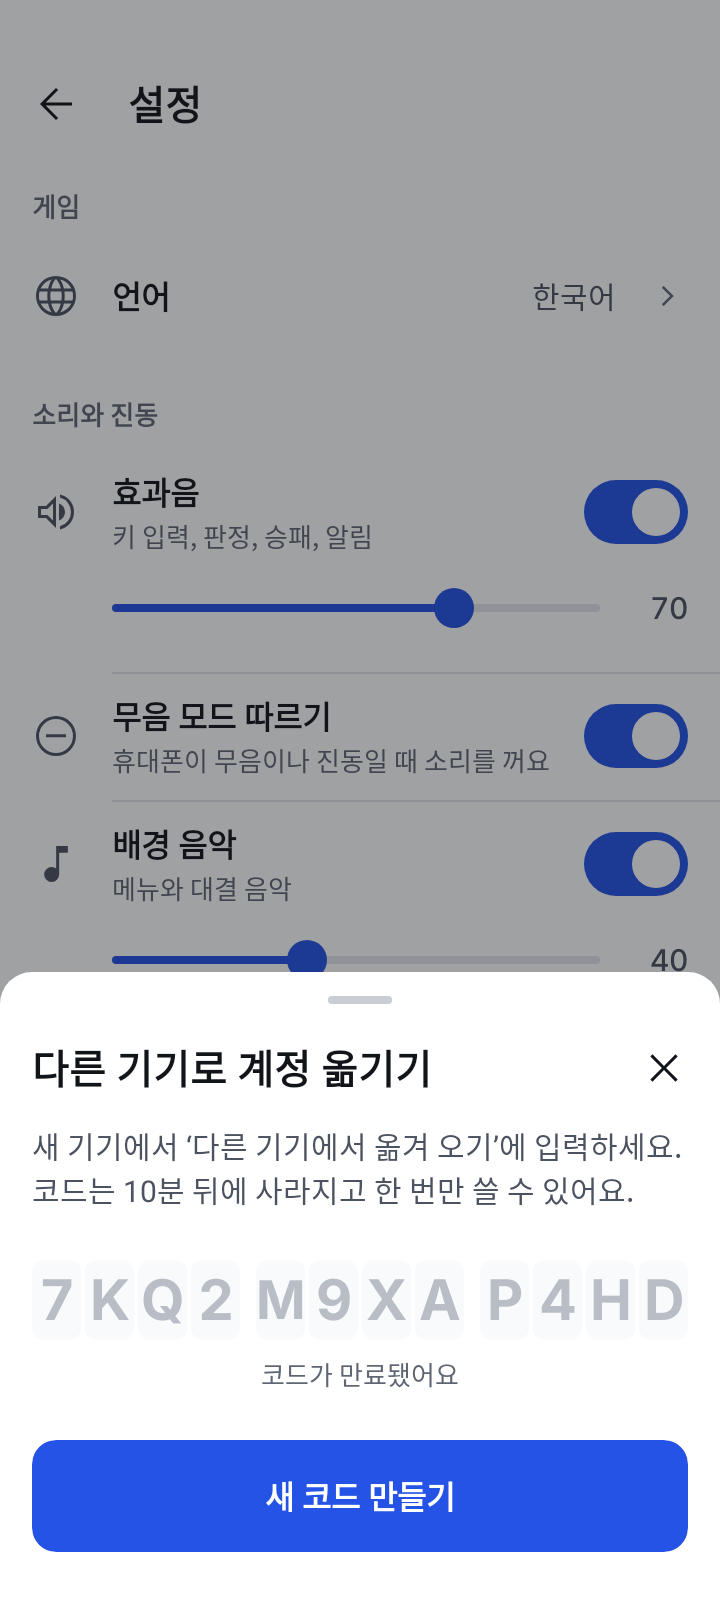 설정
게임
언어 한국어
소리와 진동
효과음
키 입력, 판정, 승패, 알림
70
무음 모드 따르기
휴대폰이 무음이나 진동일 때 소리를 꺼요
배경 음악
메뉴와 대결 음악
40
다른 기기로 계정 옮기기
새 기기에서 ‘다른 기기에서 옮겨 오기’에 입력하세요.
코드는 10분 뒤에 사라지고 한 번만 쓸 수 있어요.
7KQ2 M9XA P4HD
코드가 만료됐어요
새 코드 만들기